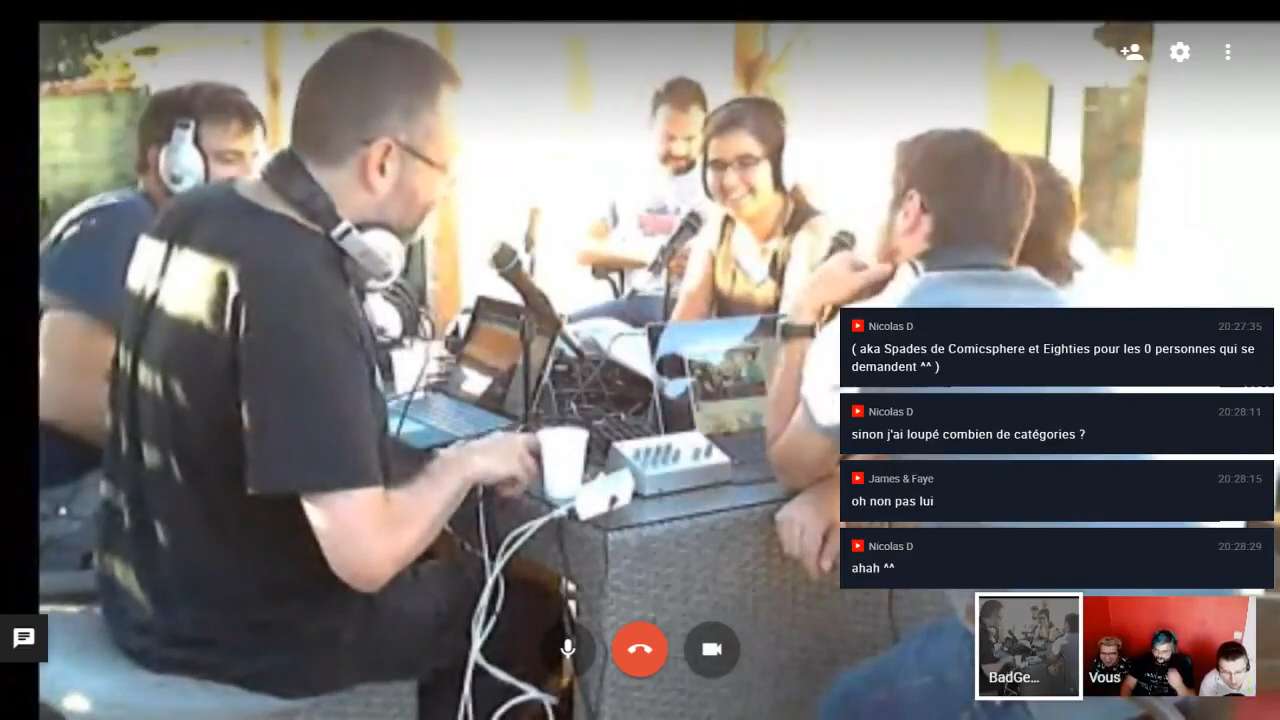 Nicolas D 20:27:35
( aka Spades de Comicsphere et Eighties pour les 0 personnes qui se
demandent ^^ )
Nicolas D 20:28:11
sinon j'ai loupé combien de catégories ?
James & Faye 20:28:15
oh non pas lui
Nicolas D 20:28:29
ahah ^^
BadGe...
Vous